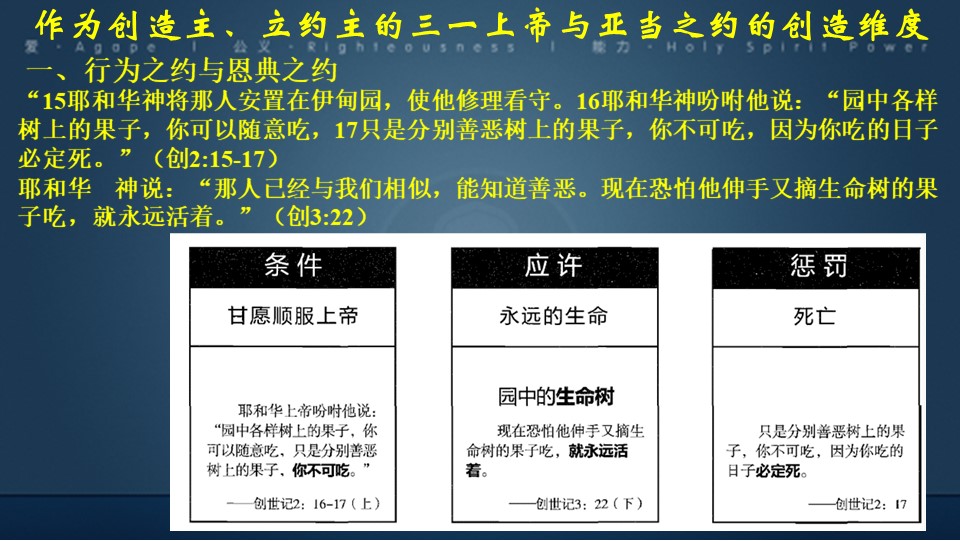 作为创造主、立约主的三一上帝与亚当之约的创造维度
爱 · Agape | 公义 · Righteousness | 能力 · Holy Spirit Power
一、行为之约与恩典之约
“15耶和华神将那人安置在伊甸园，使他修理看守。16耶和华神吩咐他说：“园中各样
树上的果子，你可以随意吃，17只是分别善恶树上的果子，你不可吃，因为你吃的日子
必定死。”（创2:15-17）
耶和华　神说：“那人已经与我们相似，能知道善恶。现在恐怕他伸手又摘生命树的果
子吃，就永远活着。”（创3:22）
条件
甘愿顺服上帝
耶和华上帝吩咐他说：
“园中各样树上的果子，你
可以随意吃、只是分别善恶
树上的果子、你不可吃。”
——创世记2：16-17（上）
应许
永远的生命
园中的生命树
现在恐怕他伸手又摘生
命树的果子吃，就永远活
着。
——创世记3：22（下）
惩罚
死亡
只是分别善恶树上的果
子，你不可吃，因为你吃的
日子必定死。
——创世记2：17